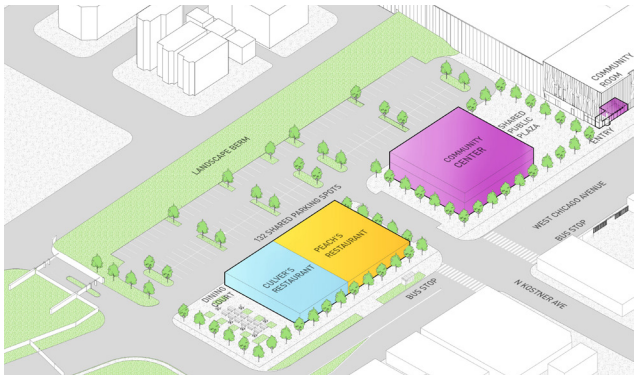 COMMUNITY
ROOM
ENTRY
SHARED
PUBLIC
PLAZA
COMMUNITY
CENTER
LANDSCAPE BERM
WEST CHICAGO AVENUE
BUS STOP
132 SHARED PARKING SPOTS
PEACH'S
RESTAURANT
CULVER'S
RESTAURANT
DINING
COURT
BUS STOP
N KOSTNER AVE